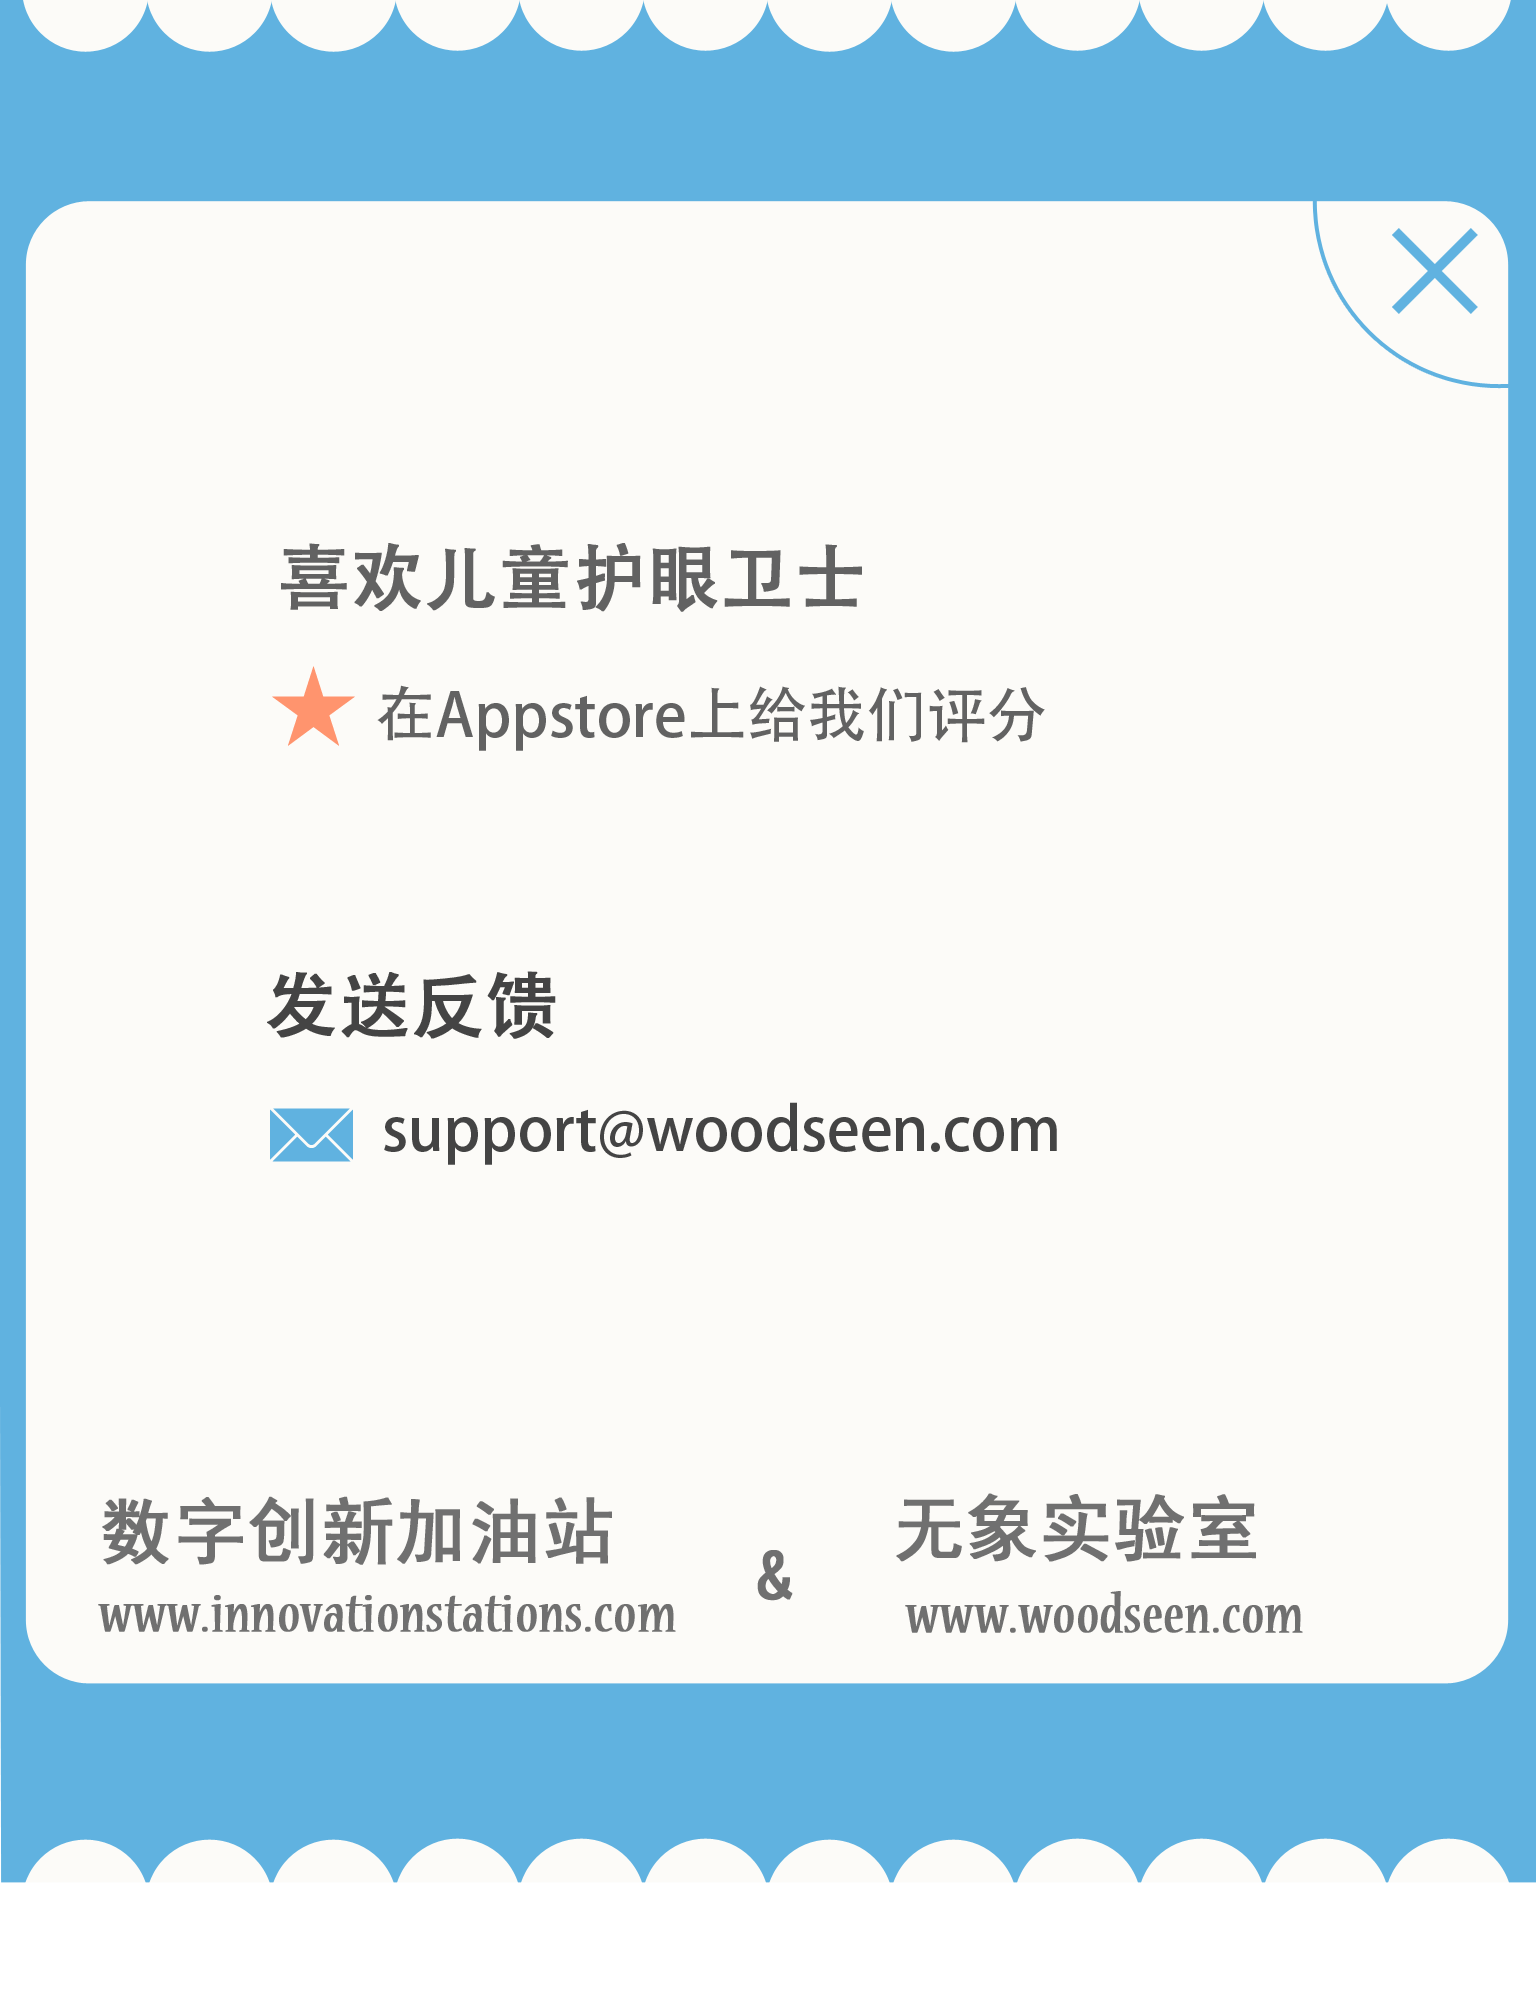 喜欢儿童护眼卫士
在Appstore上给我们评分
发送反馈
support@woodseen.com
数字创新加油站
www.innovationstations.com
&
无象实验室
www.woodseen.com